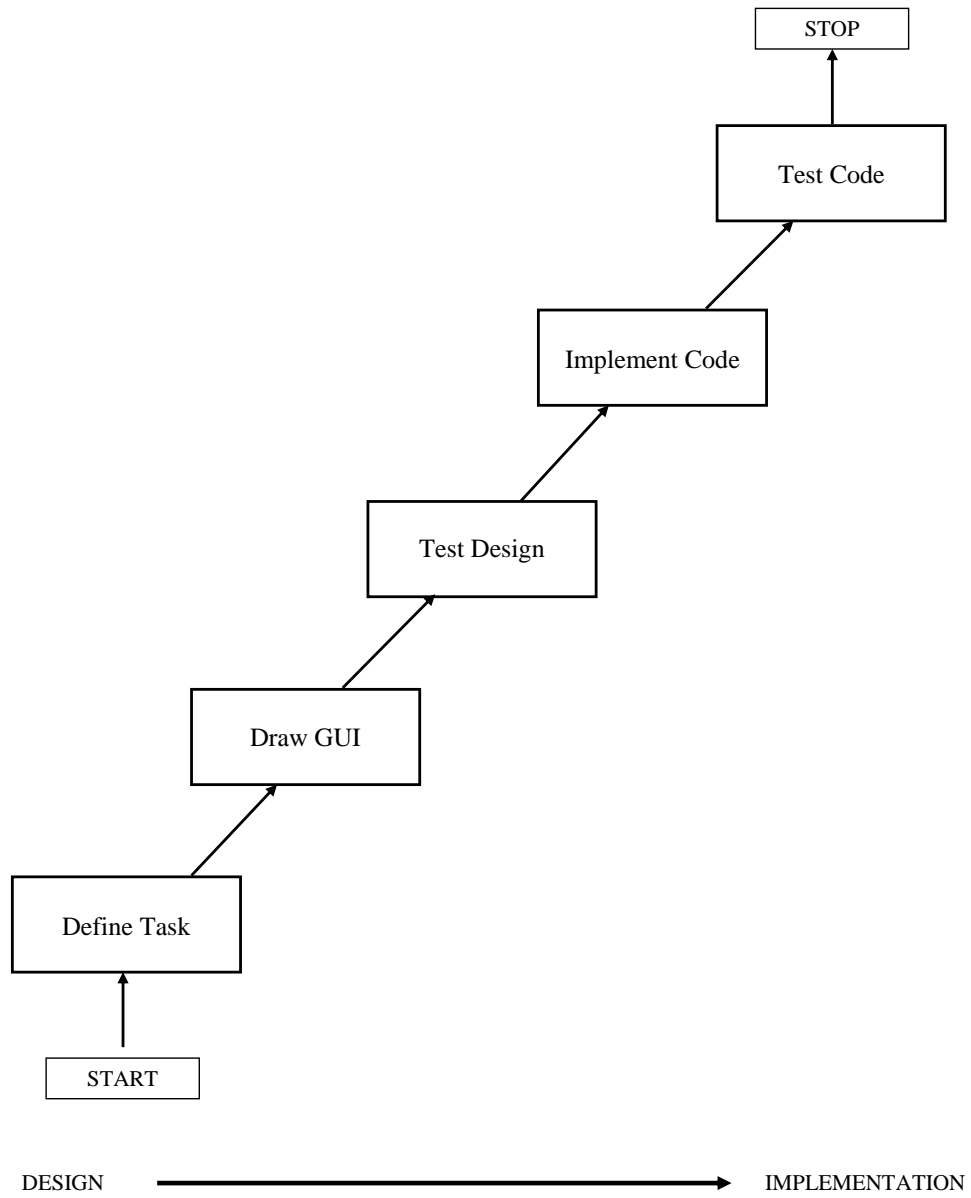 STOP
Test Code
Implement Code
Test Design
Draw GUI
Define Task
START
DESIGN IMPLEMENTATION